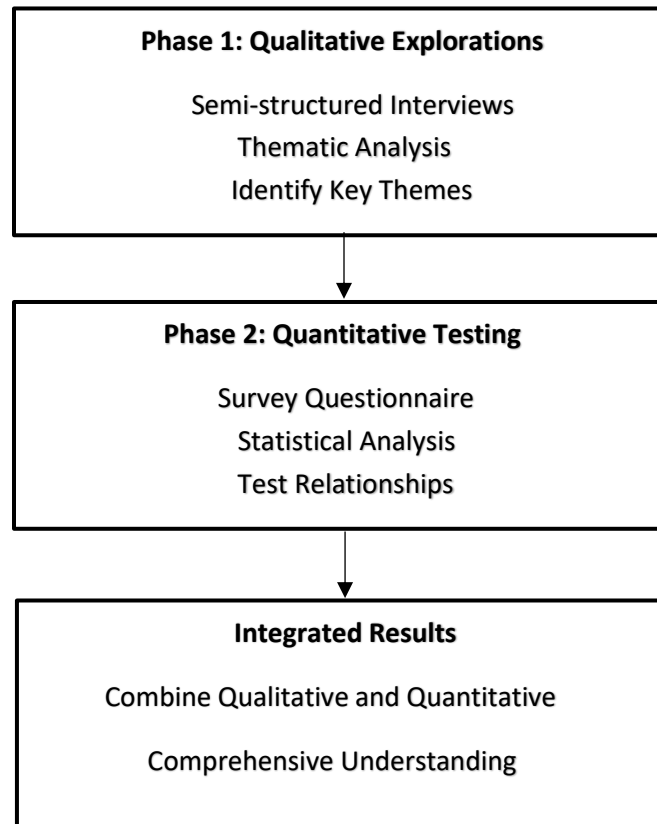 Phase 1: Qualitative Explorations
Semi-structured Interviews
Thematic Analysis
Identify Key Themes
Phase 2: Quantitative Testing
Survey Questionnaire
Statistical Analysis
Test Relationships
Integrated Results
Combine Qualitative and Quantitative
Comprehensive Understanding